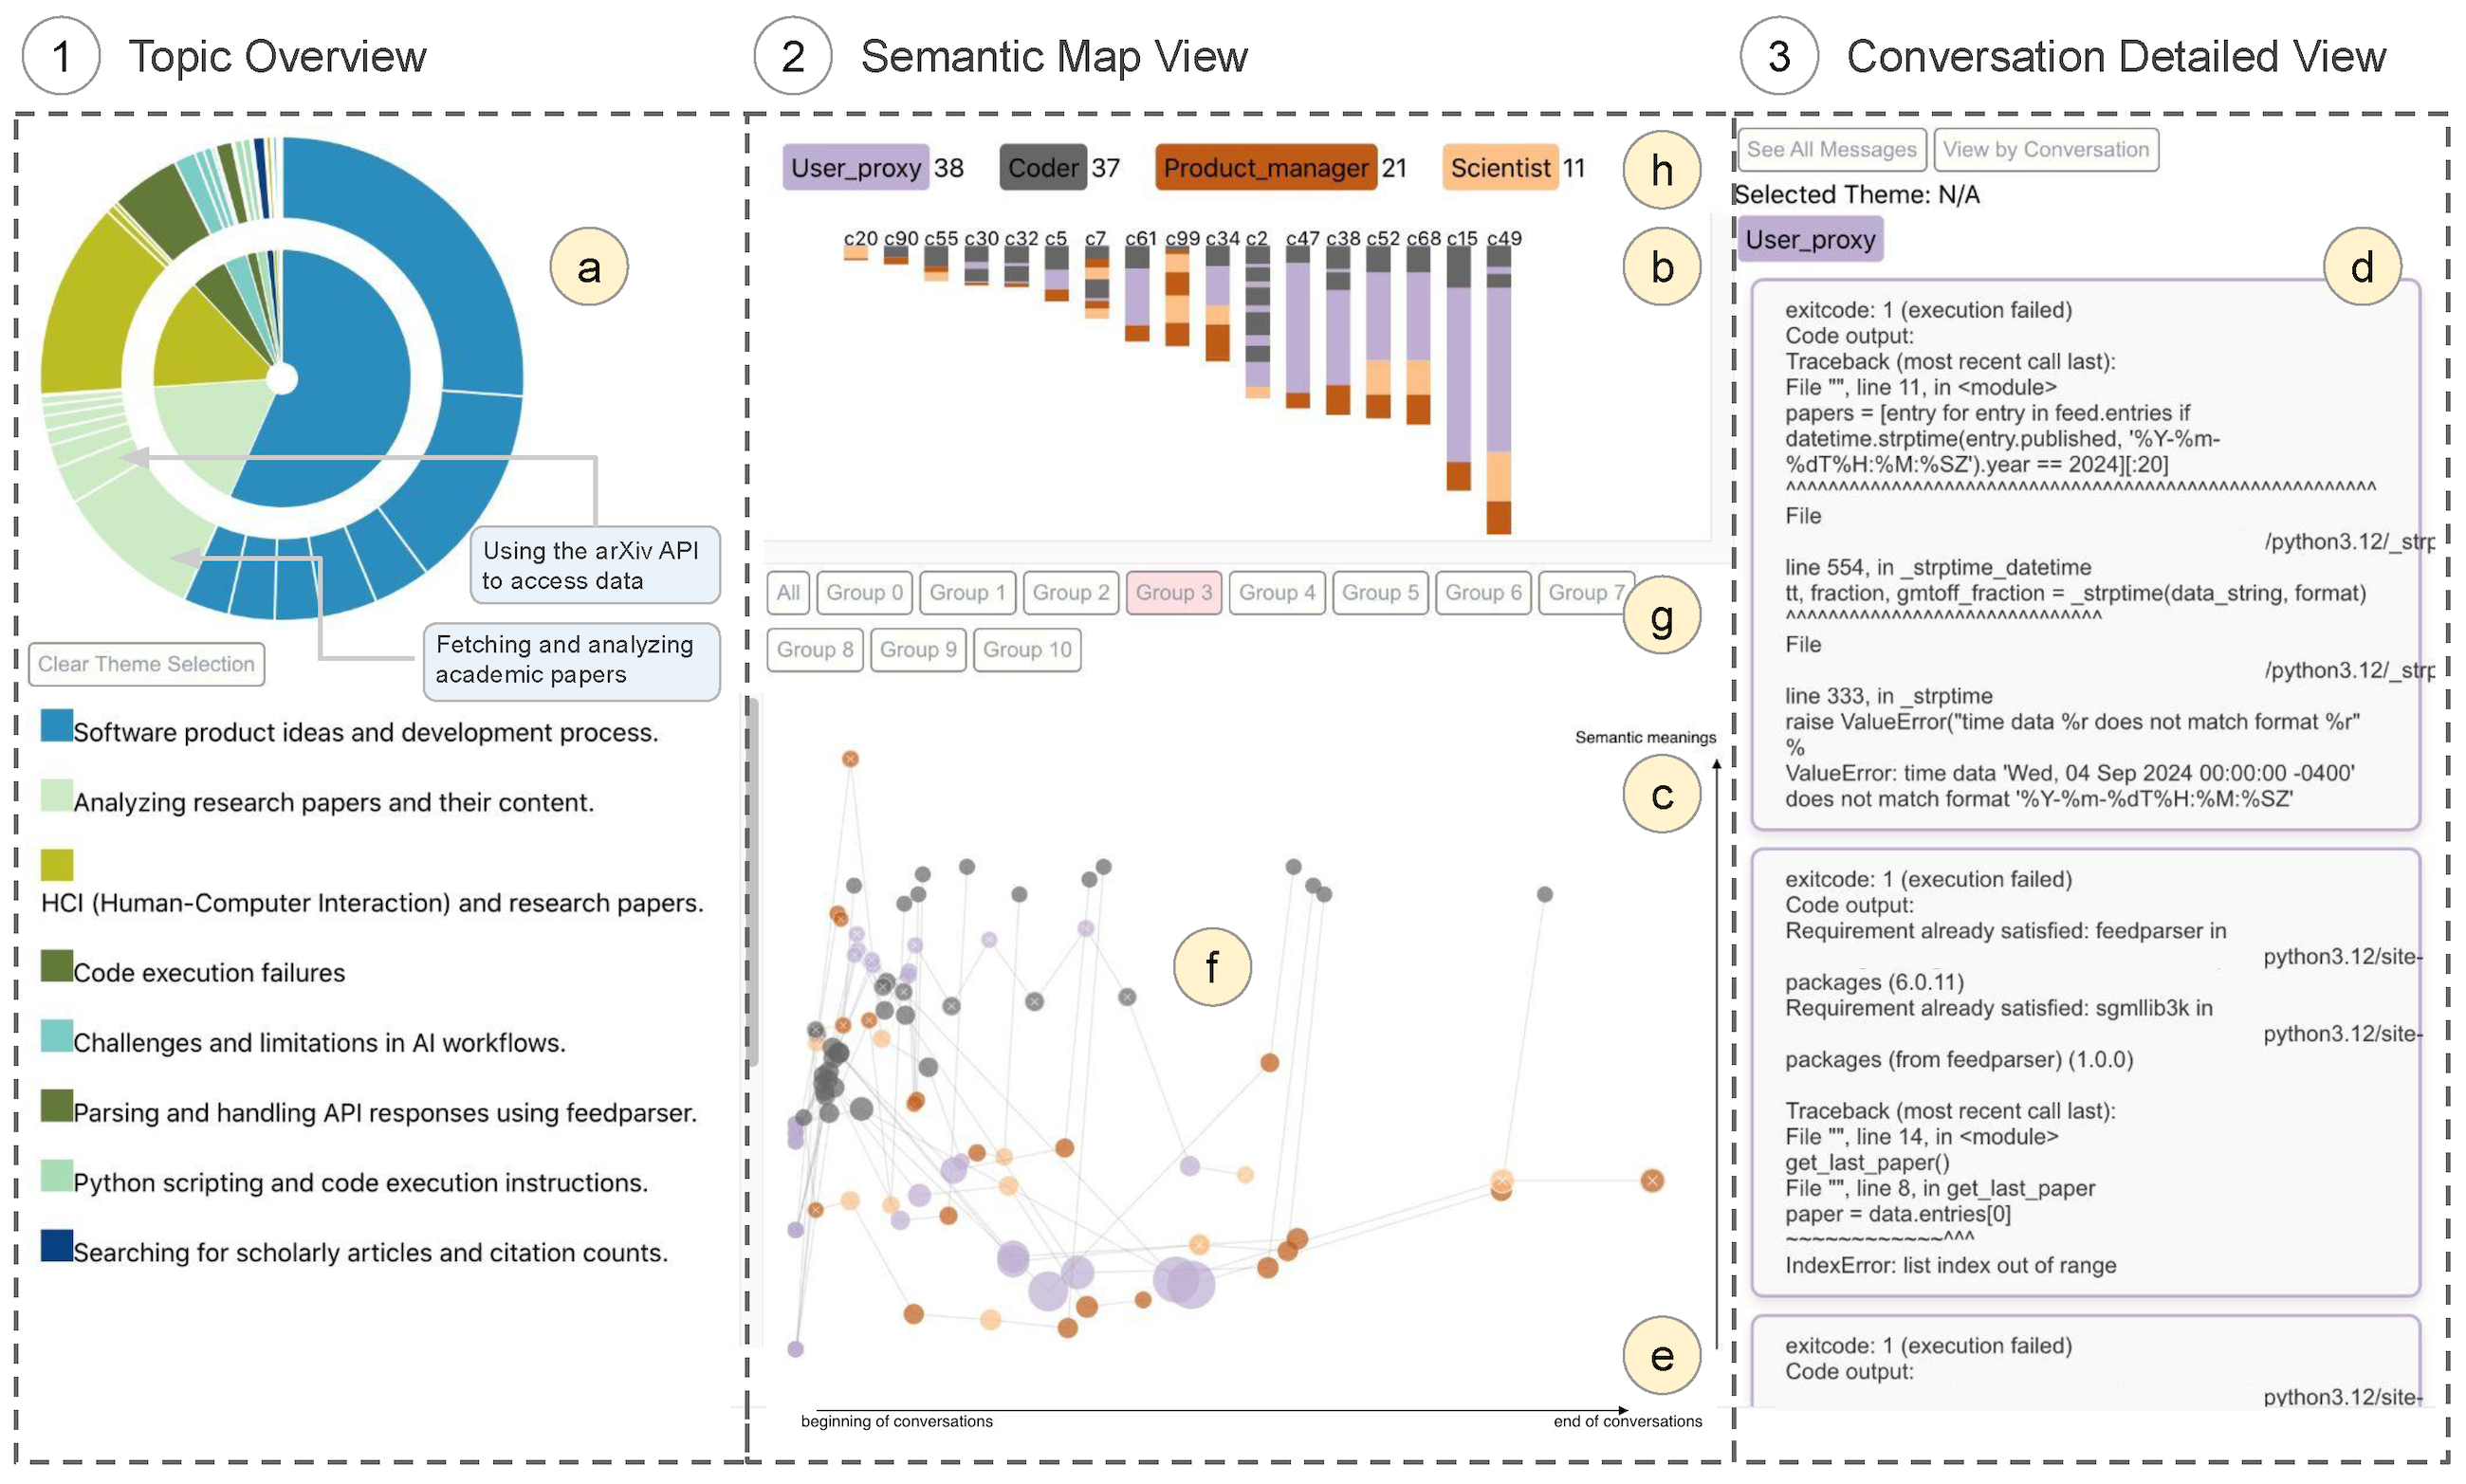 1 Topic Overview
a
Using the arXiv API
to access data
Fetching and analyzing
academic papers
Clear Theme Selection
Software product ideas and development process.
Analyzing research papers and their content.
HCI (Human-Computer Interaction) and research papers.
Code execution failures
Challenges and limitations in AI workflows.
Parsing and handling API responses using feedparser.
Python scripting and code execution instructions.
Searching for scholarly articles and citation counts.
2 Semantic Map View
User_proxy 38 Coder 37 Product_manager 21 Scientist 11
h
c20 c90 c55 c30 c32 c5 c7 c61 c99 c34 c2 c47 c38 c52 c68 c15 c49
b
All Group 0 Group 1 Group 2 Group 3 Group 4 Group 5 Group 6 Group 7
g
Group 8 Group 9 Group 10
Semantic meanings
c
f
e
beginning of conversations end of conversations
3 Conversation Detailed View
See All Messages View by Conversation
Selected Theme: N/A
User_proxy
d
exitcode: 1 (execution failed)
Code output:
Traceback (most recent call last):
File "", line 11, in <module>
papers = [entry for entry in feed.entries if
datetime.strptime(entry.published, '%Y-%m-
%dT%H:%M:%SZ').year == 2024][:20]
^^^^^^^^^^^^^^^^^^^^^^^^^^^^^^^^^^^^^^^^^^^^^^^^^^^^^^^^
File
/python3.12/_strp
line 554, in _strptime_datetime
tt, fraction, gmtoff_fraction = _strptime(data_string, format)
^^^^^^^^^^^^^^^^^^^^^^^^^^^^^^
File
/python3.12/_strp
line 333, in _strptime
raise ValueError("time data %r does not match format %r"
%
ValueError: time data 'Wed, 04 Sep 2024 00:00:00 -0400'
does not match format '%Y-%m-%dT%H:%M:%SZ'
exitcode: 1 (execution failed)
Code output:
Requirement already satisfied: feedparser in
python3.12/site-
packages (6.0.11)
Requirement already satisfied: sgmllib3k in
python3.12/site-
packages (from feedparser) (1.0.0)
Traceback (most recent call last):
File "", line 14, in <module>
get_last_paper()
File "", line 8, in get_last_paper
paper = data.entries[0]
~~~~~~~~~~~~^^^
IndexError: list index out of range
exitcode: 1 (execution failed)
Code output:
python3.12/site-